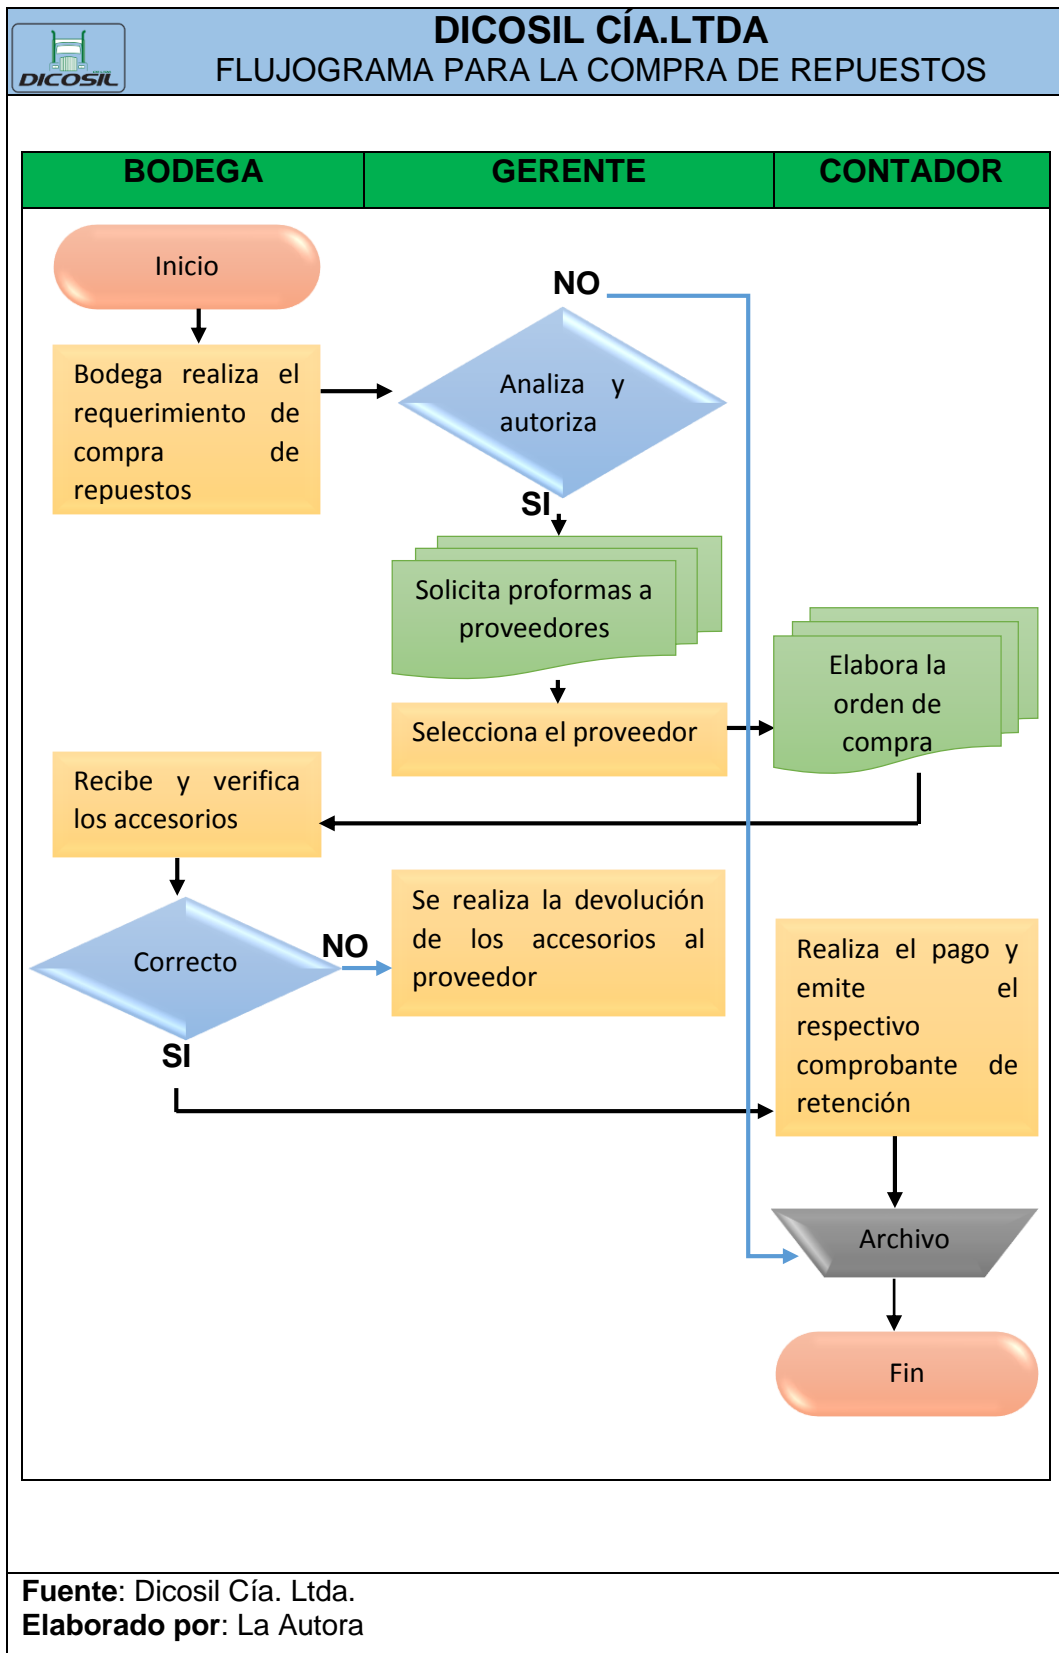 DICOSIL CÍA.LTDA
DICOSIL
FLUJOGRAMA PARA LA COMPRA DE REPUESTOS
BODEGA
GERENTE
CONTADOR
Inicio
NO
Bodega realiza el
requerimiento de
compra de
repuestos
Analiza y
autoriza
SI
Solicita proformas a
proveedores
Elabora la
orden de
compra
Selecciona el proveedor
Recibe y verifica
los accesorios
Se realiza la devolución
de los accesorios al
proveedor
Correcto
NO
SI
Realiza el pago y
emite el
respectivo
comprobante de
retención
Archivo
Fin
Fuente: Dicosil Cía. Ltda.
Elaborado por: La Autora